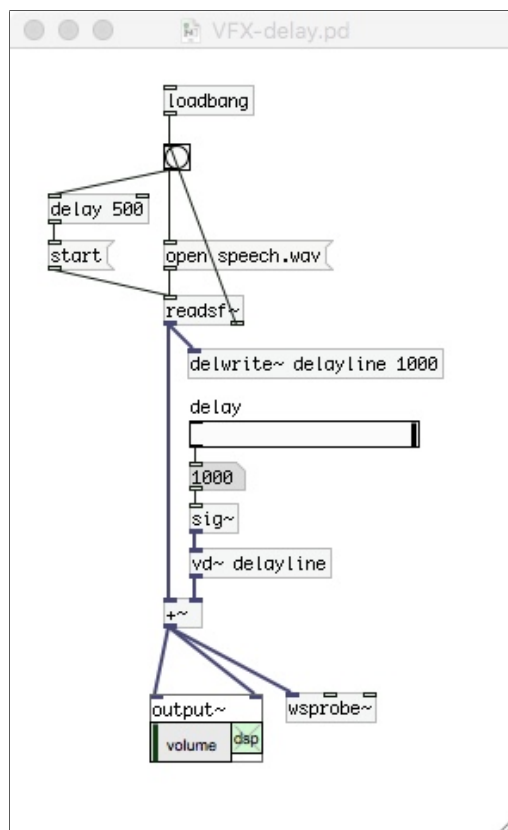 VFX-delay.pd
loadbang
delay 500
start
open speech.wav
readsf~
delwrite~ delayline 1000
delay
1000
sig~
vd~ delayline
+~
output~
wsprobe~
volume
dsp